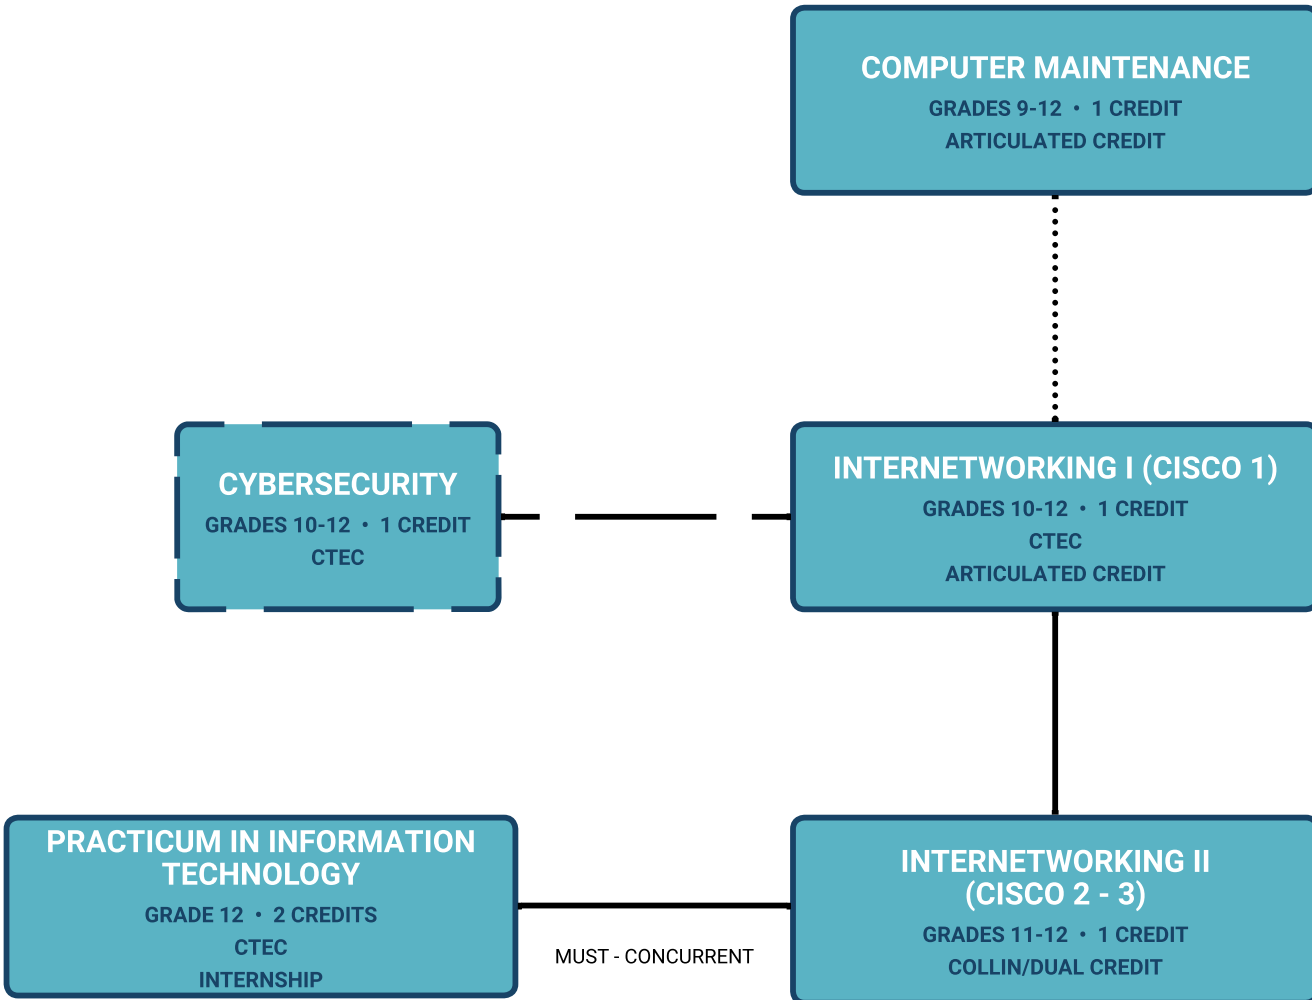 COMPUTER MAINTENANCE
GRADES 9-12 • 1 CREDIT
ARTICULATED CREDIT
CYBERSECURITY
GRADES 10-12 • 1 CREDIT
CTEC
INTERNETWORKING I (CISCO 1)
GRADES 10-12 • 1 CREDIT
CTEC
ARTICULATED CREDIT
PRACTICUM IN INFORMATION
TECHNOLOGY
GRADE 12 • 2 CREDITS
CTEC
INTERNSHIP
MUST - CONCURRENT
INTERNETWORKING II
(CISCO 2 - 3)
GRADES 11-12 • 1 CREDIT
COLLIN/DUAL CREDIT